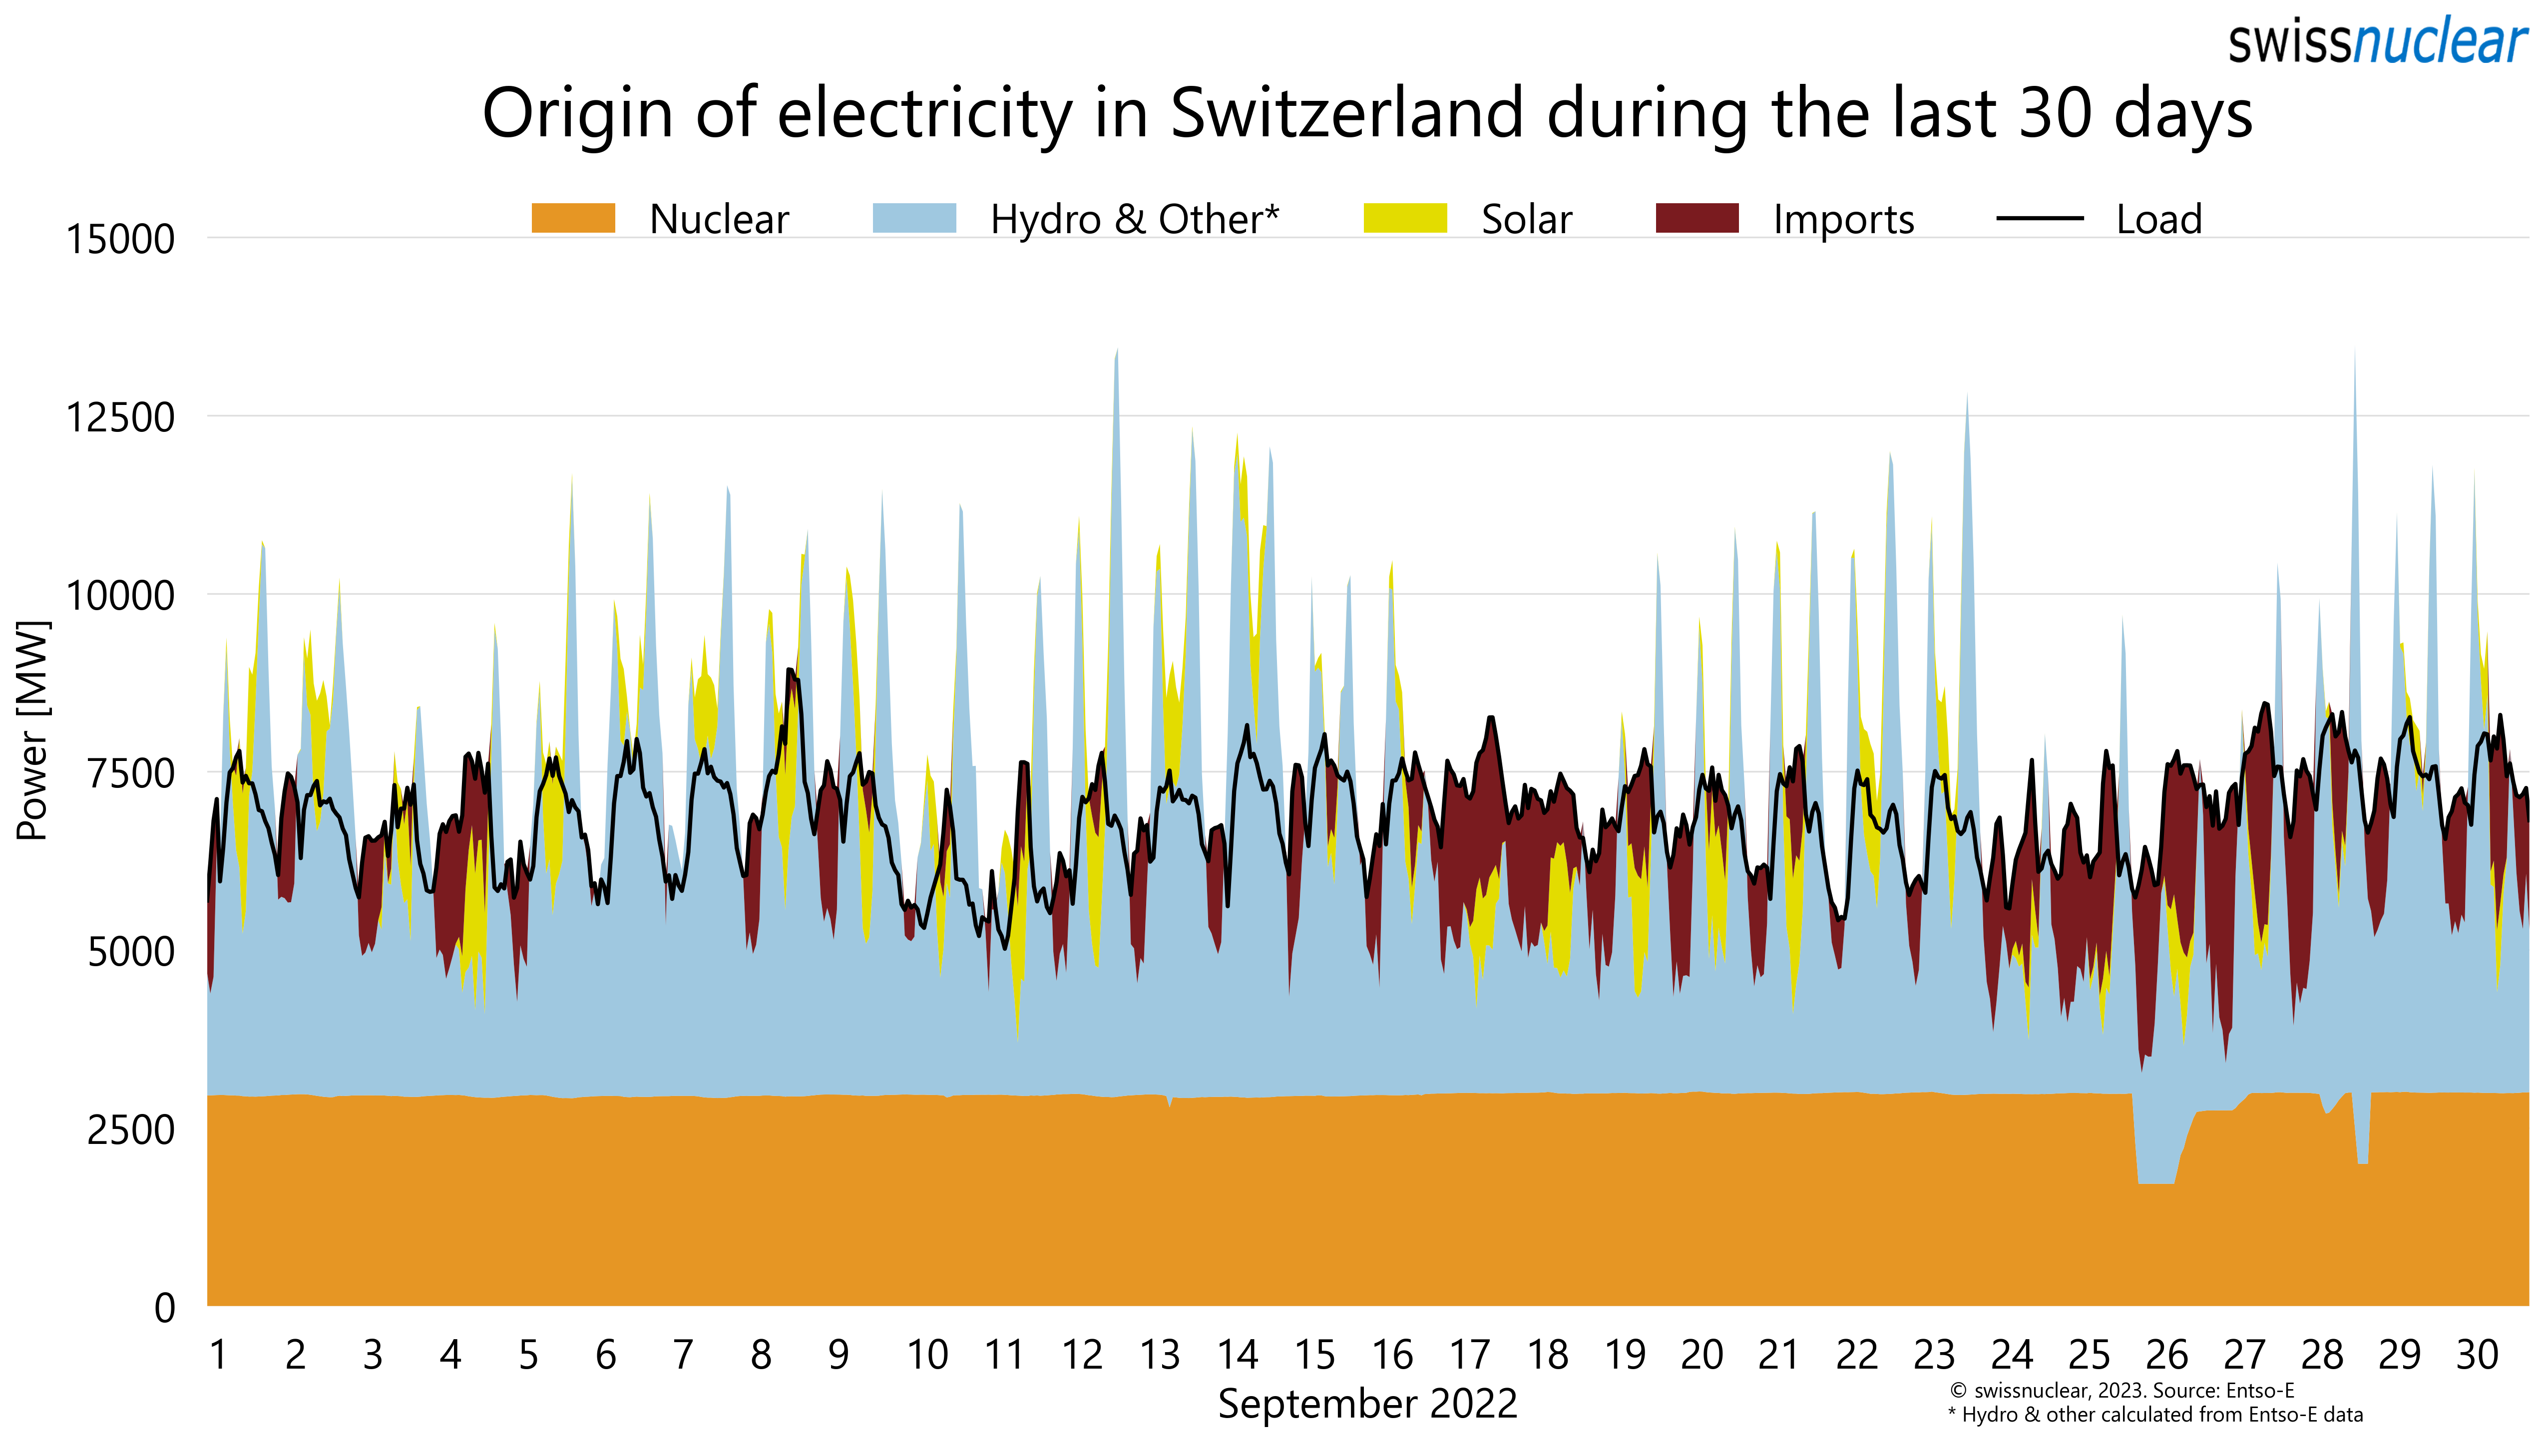 swissnuclear
Origin of electricity in Switzerland during the last 30 days
Nuclear Hydro & Other* Solar Imports Load
15000
12500
10000
7500
5000
2500
0
Power [MW]
1 2 3 4 5 6 7 8 9 10 11 12 13 14 15 16 17 18 19 20 21 22 23 24 25 26 27 28 29 30
September 2022
© swissnuclear, 2023. Source: Entso-E
* Hydro & other calculated from Entso-E data